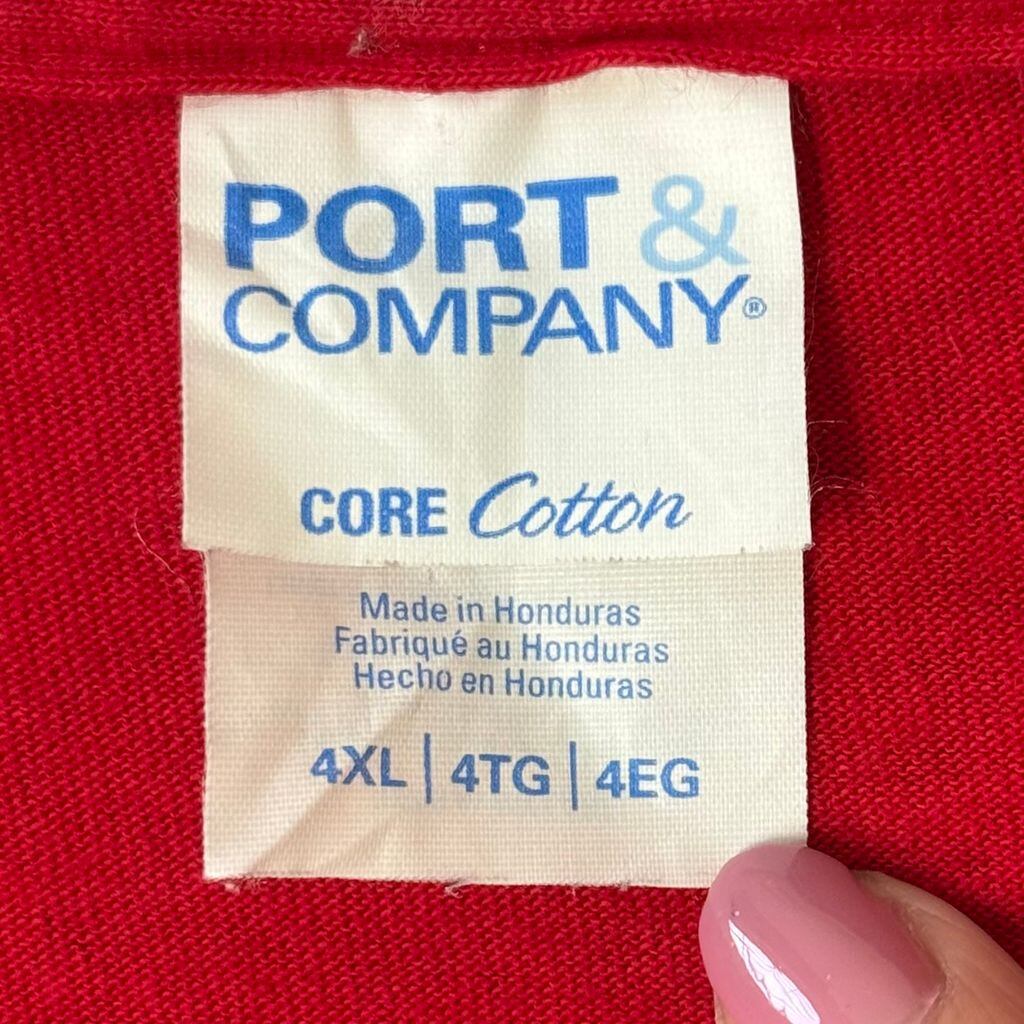 PORT &
COMPANY®
CORE Cotton
Made in Honduras
Fabriqué au Honduras
Hecho en Honduras
4XL | 4TG | 4EG